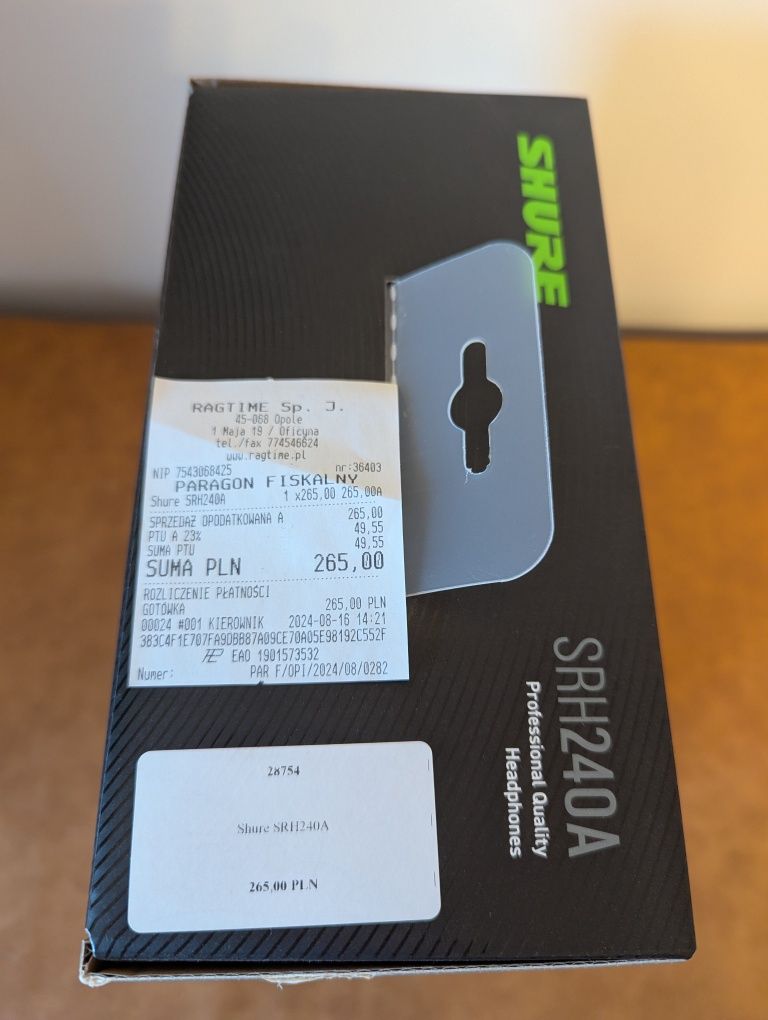 SHURE
RAGTIME Sp. J.
45-068 Opole
1 Maja 19 / Oficyna
tel./fax 774546624
www.ragtime.pl
NIP 7543068425 nr:36403
PARAGON FISKALNY
Shure SRH240A 1 x265,00 265,00A
SPRZEDAŻ OPODATKOWANA A 265,00
PTU A 23% 49,55
SUMA PTU 49,55
SUMA PLN 265,00
ROZLICZENIE PŁATNOŚCI
GOTÓWKA 265,00 PLN
00024 #001 KIEROWNIK 2024-08-16 14:21
383C4F1E707FA9DBB87A09CE70A05E98192C552F
EAO 1901573532
Numer: PAR F/OPI/2024/08/0282
SRH240A
Professional Quality
Headphones
28754
Shure SRH240A
265,00 PLN